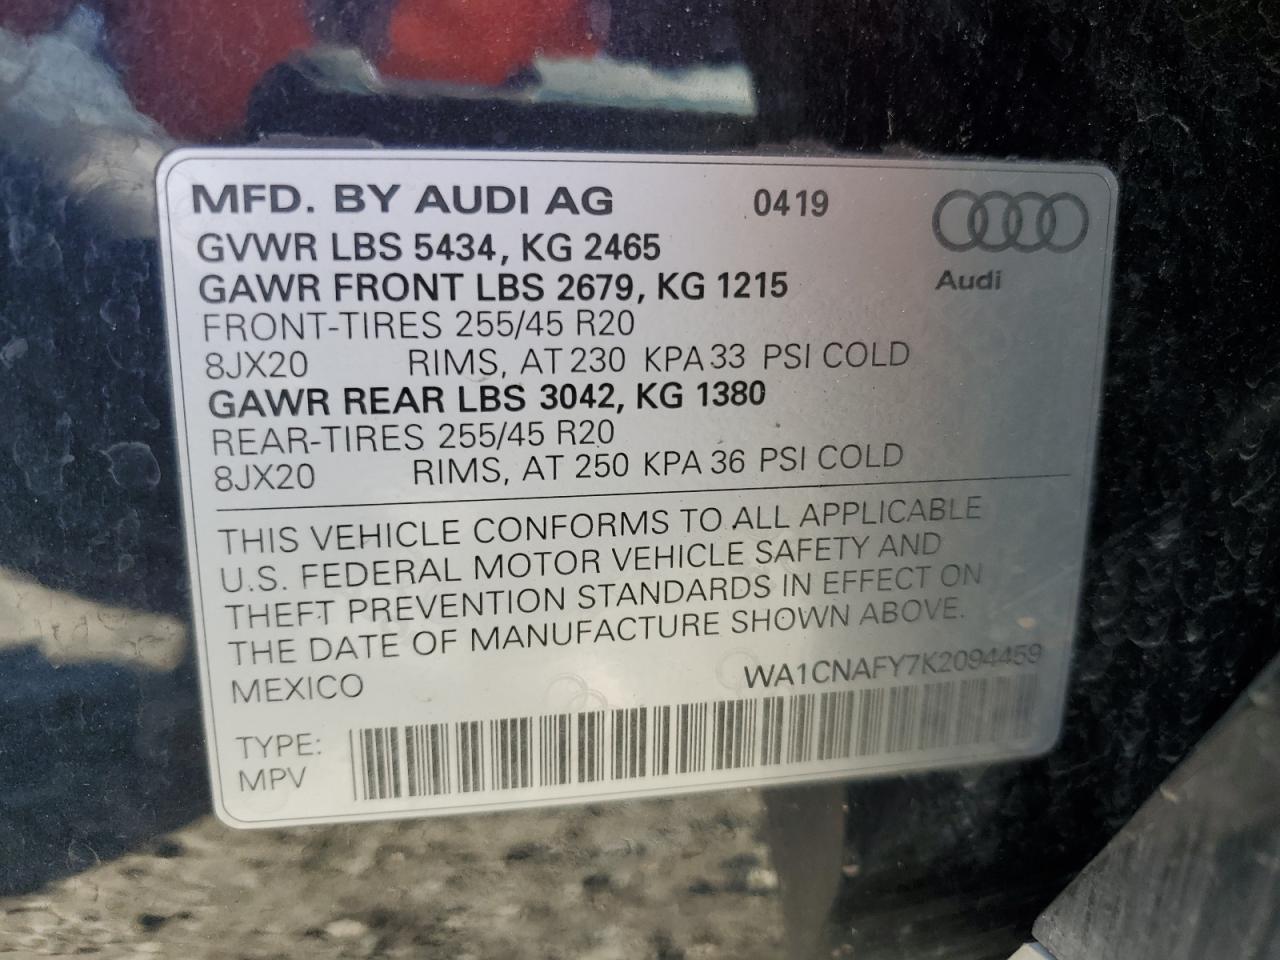 MFD. BY AUDI AG 0419
GVWR LBS 5434, KG 2465
GAWR FRONT LBS 2679, KG 1215
Audi
FRONT-TIRES 255/45 R20
8JX20 RIMS, AT 230 KPA 33 PSI COLD
GAWR REAR LBS 3042, KG 1380
REAR-TIRES 255/45 R20
8JX20 RIMS, AT 250 KPA 36 PSI COLD
THIS VEHICLE CONFORMS TO ALL APPLICABLE
U.S. FEDERAL MOTOR VEHICLE SAFETY AND
THEFT PREVENTION STANDARDS IN EFFECT ON
THE DATE OF MANUFACTURE SHOWN ABOVE.
MEXICO WA1CNAFY7K2094459
TYPE:
MPV